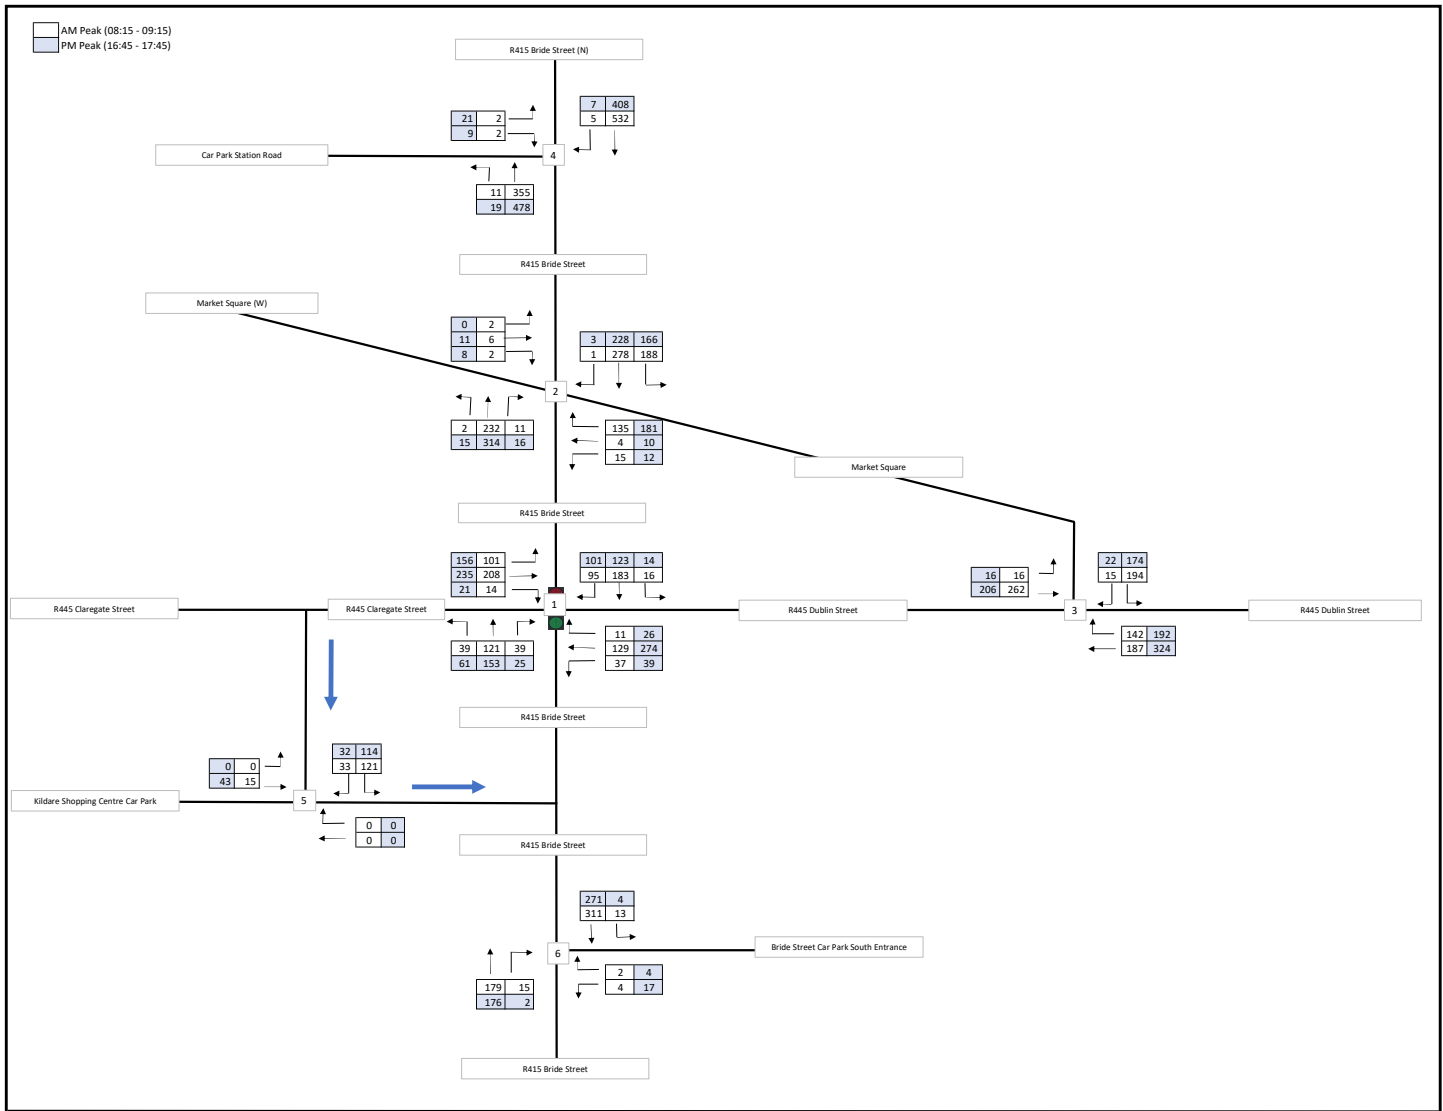 AM Peak (08:15 - 09:15)
PM Peak (16:45 - 17:45)
R415 Bride Street (N)
7 408
5 532
21 2
9 2
Car Park Station Road
4
11 355
19 478
R415 Bride Street
Market Square (W)
0 2
11 6
8 2
3 228 166
1 278 188
2
2 232 11
15 314 16
135 181
4 10
15 12
Market Square
R415 Bride Street
156 101
235 208
21 14
101 123 14
95 183 16
16 16
206 262
22 174
15 194
R445 Claregate Street
R445 Claregate Street
1
R445 Dublin Street
3
R445 Dublin Street
39 121 39
61 153 25
11 26
129 274
37 39
142 192
187 324
R415 Bride Street
0 0
43 15
32 114
33 121
Kildare Shopping Centre Car Park
5
0 0
0 0
R415 Bride Street
271 4
311 13
6
Bride Street Car Park South Entrance
179 15
176 2
2 4
4 17
R415 Bride Street